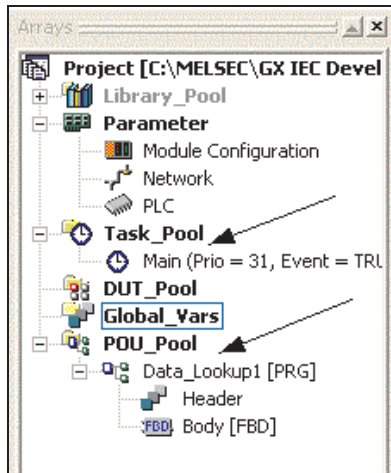 Arrays
Project [C:\MELSEC\GX IEC Devel
Library_Pool
Parameter
Module Configuration
Network
PLC
Task_Pool
Main (Prio = 31, Event = TRU
DUT_Pool
Global_Vars
POU_Pool
Data_Lookup1 [PRG]
Header
FBD Body [FBD]